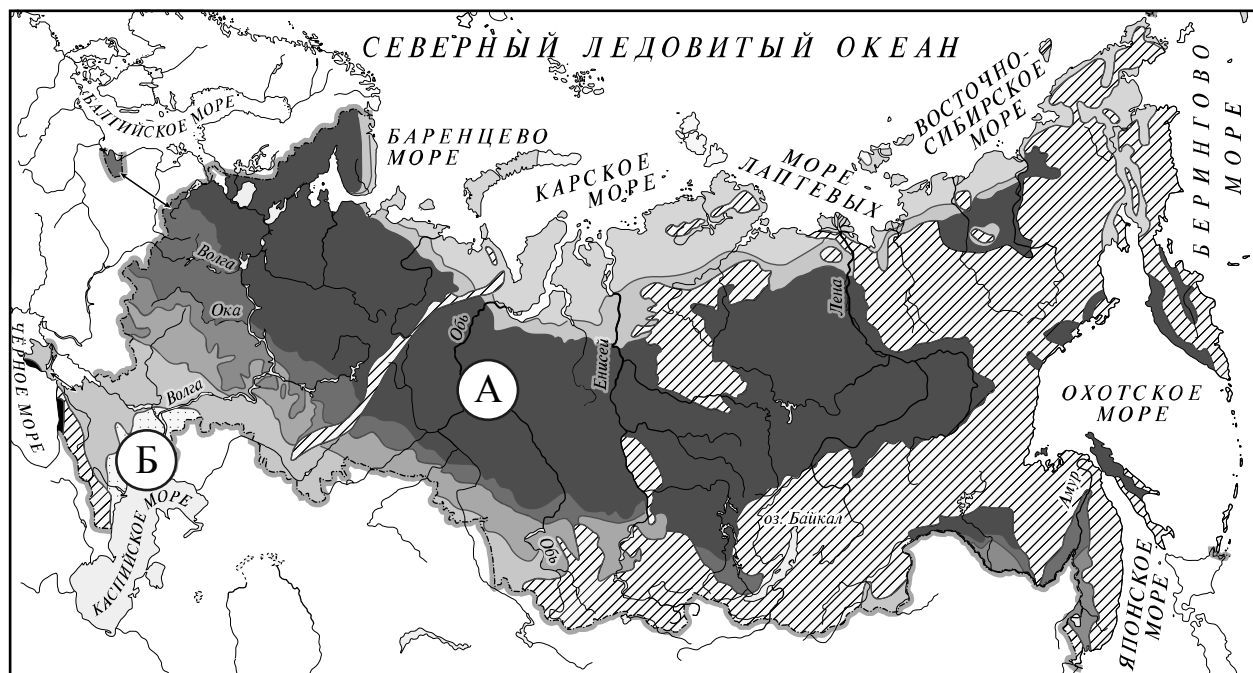 СЕВЕРНЫЙ ЛЕДОВИТЫЙ ОКЕАН
БАЛТИЙСКОЕ МОРЕ
БАРЕНЦЕВО
МОРЕ
КАРСКОЕ
МОРЕ
МОРЕ
ЛАПТЕВЫХ
ВОСТОЧНО-
СИБИРСКОЕ
МОРЕ
БЕРИНГОВО
МОРЕ
Волга
Ока
Обь
Енисей
Лена
ЧЕРНОЕ МОРЕ
Волга
А
Б
ОХОТСКОЕ
МОРЕ
КАСПИЙСКОЕ МОРЕ
Обь
оз. Байкал
Амур
ЯПОНСКОЕ
МОРЕ